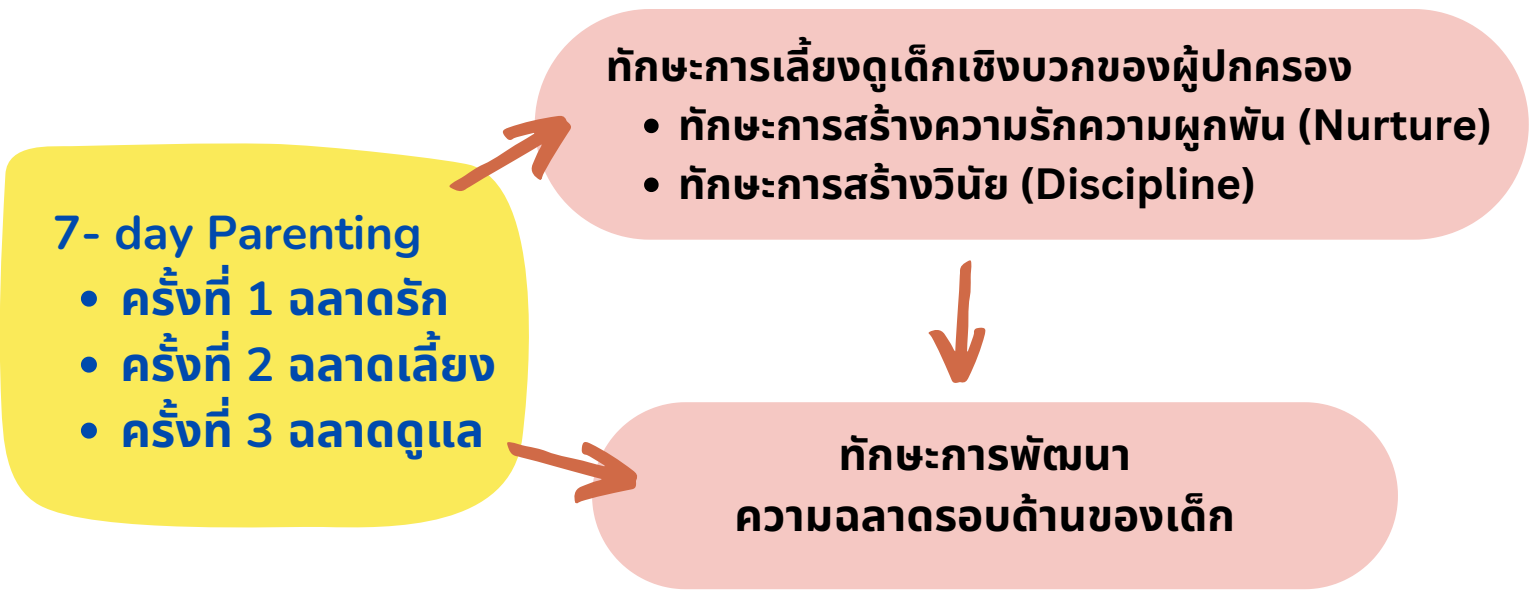 7- day Parenting
• ครั้งที่ 1 ฉลาดรัก
• ครั้งที่ 2 ฉลาดเลี้ยง
• ครั้งที่ 3 ฉลาดดูแล
ทักษะการเลี้ยงดูเด็กเชิงบวกของผู้ปกครอง
• ทักษะการสร้างความรักความผูกพัน (Nurture)
• ทักษะการสร้างวินัย (Discipline)
ทักษะการพัฒนา
ความฉลาดรอบด้านของเด็ก